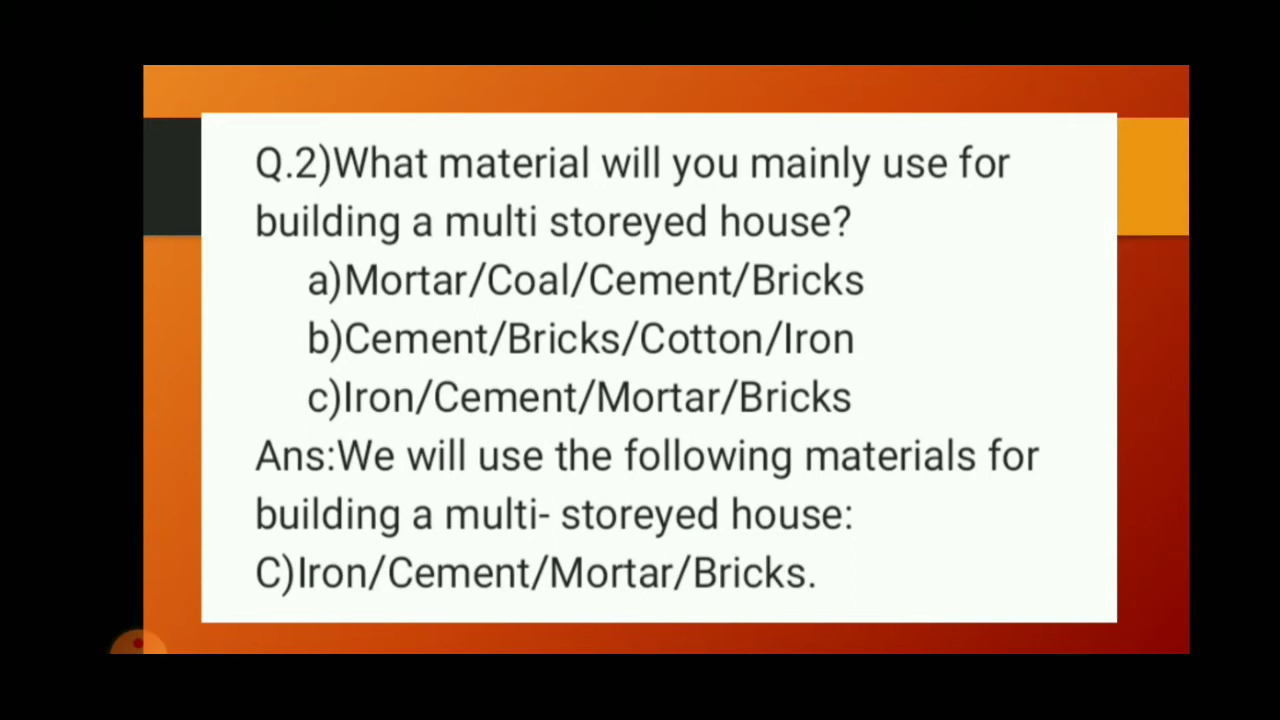 Q.2)What material will you mainly use for
building a multi storeyed house?
a)Mortar/Coal/Cement/Bricks
b)Cement/Bricks/Cotton/Iron
c)Iron/Cement/Mortar/Bricks
Ans:We will use the following materials for
building a multi- storeyed house:
C)Iron/Cement/Mortar/Bricks.